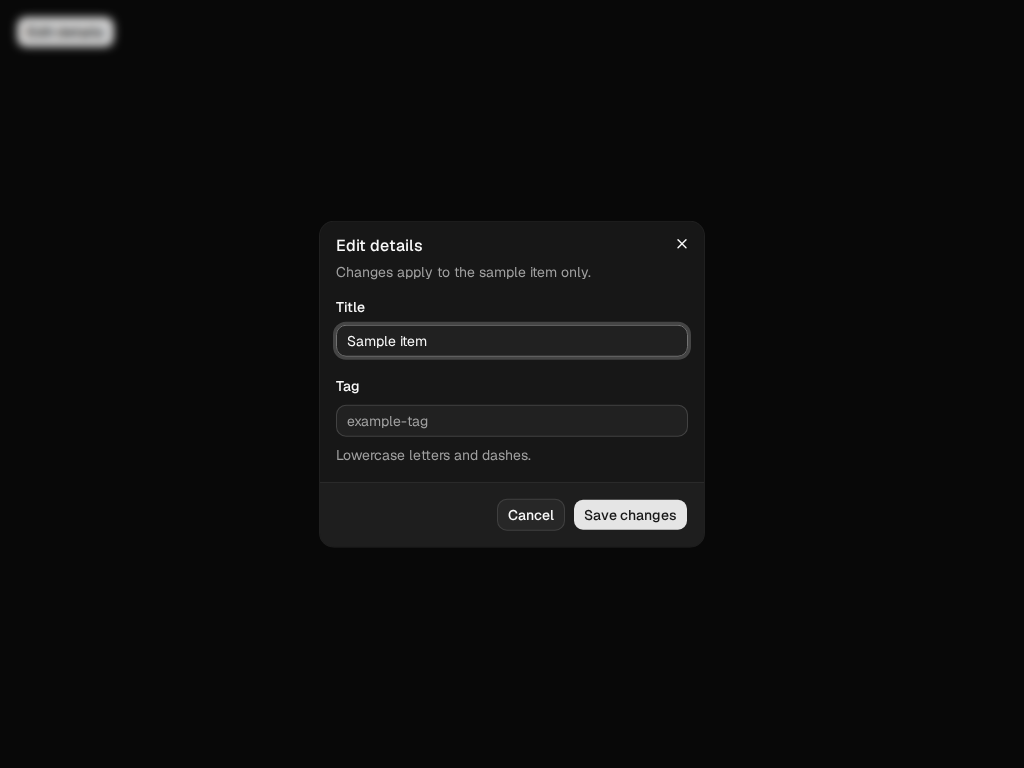 Edit details
Changes apply to the sample item only.
Title
Sample item
Tag
example-tag
Lowercase letters and dashes.
Cancel
Save changes